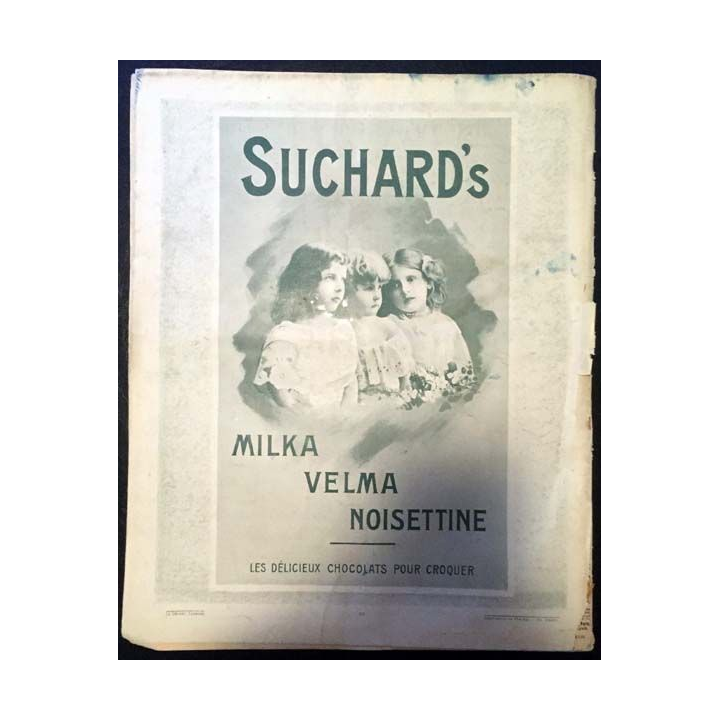 SUCHARD'S
MILKA
VELMA
NOISETTINE
LES DÉLICIEUX CHOCOLATS POUR CROQUER